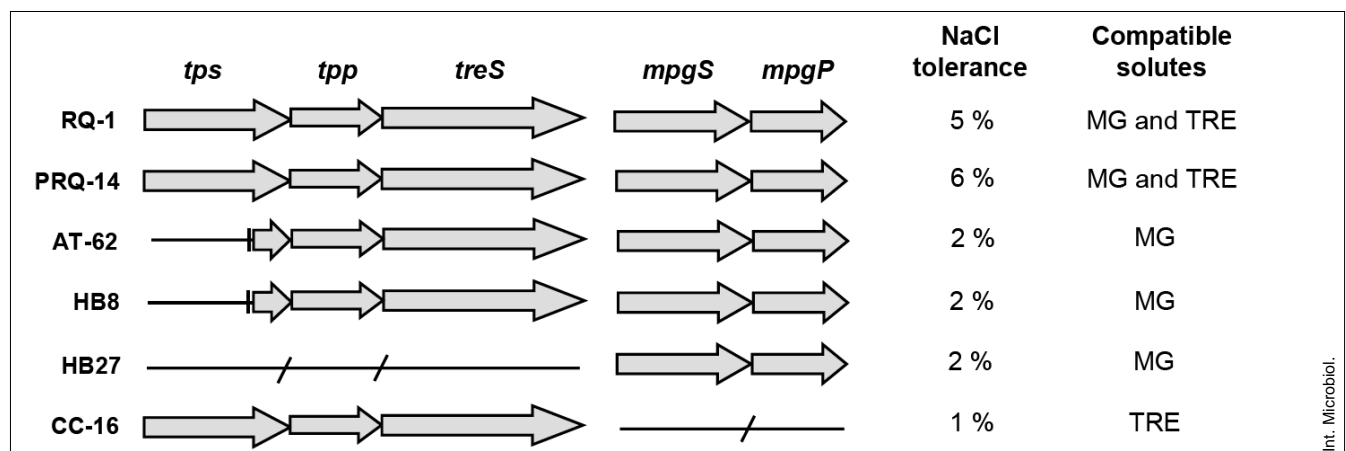 NaCl Compatible
tps tpp treS mpgS mpgP tolerance solutes
RQ-1 5 % MG and TRE
PRQ-14 6 % MG and TRE
AT-62 2 % MG
HB8 2 % MG
HB27 2 % MG
CC-16 1 % TRE
Int. Microbiol.